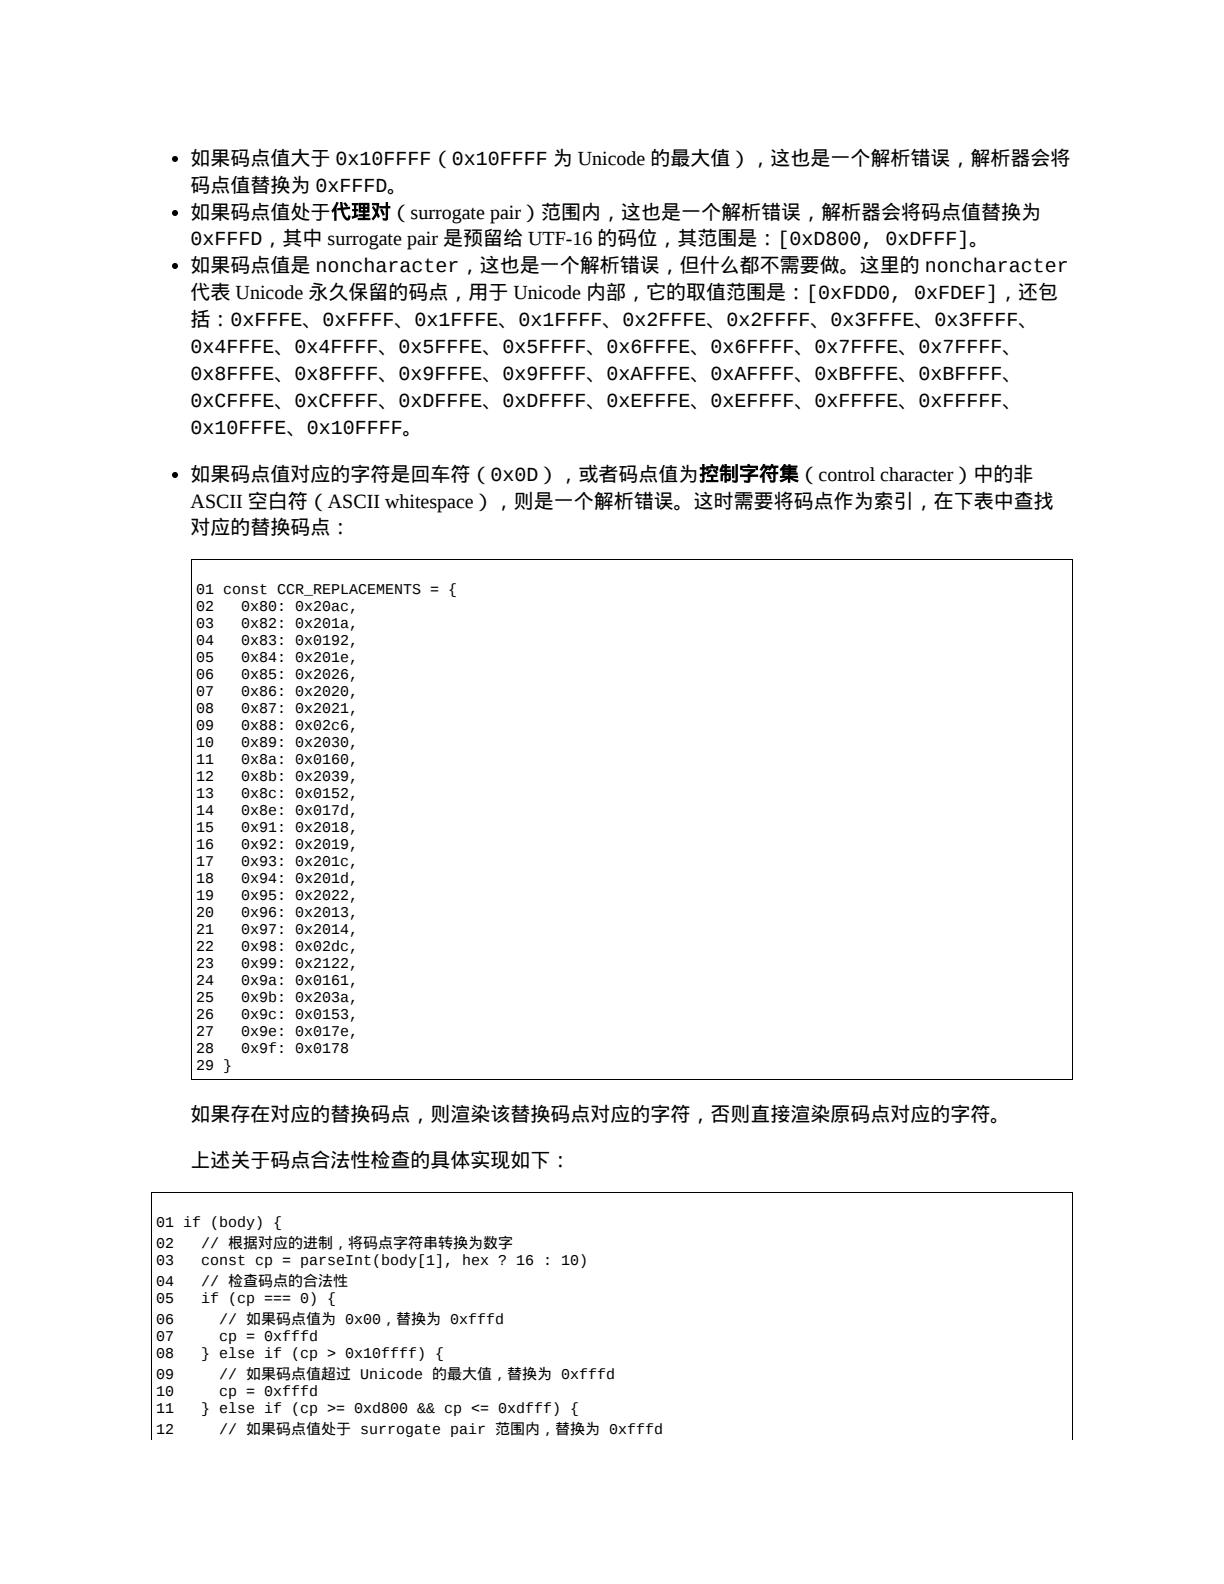 如果码点值大于 0x10FFFF（0x10FFFF 为 Unicode 的最大值），这也是一个解析错误，解析器会将
码点值替换为 0xFFFD。
如果码点值处于代理对（surrogate pair）范围内，这也是一个解析错误，解析器会将码点值替换为
0xFFFD，其中 surrogate pair 是预留给 UTF-16 的码位，其范围是：[0xD800, 0xDFFF]。
如果码点值是 noncharacter，这也是一个解析错误，但什么都不需要做。这里的 noncharacter
代表 Unicode 永久保留的码点，用于 Unicode 内部，它的取值范围是：[0xFDD0, 0xFDEF]，还包
括：0xFFFE、0xFFFF、0x1FFFE、0x1FFFF、0x2FFFE、0x2FFFF、0x3FFFE、0x3FFFF、
0x4FFFE、0x4FFFF、0x5FFFE、0x5FFFF、0x6FFFE、0x6FFFF、0x7FFFE、0x7FFFF、
0x8FFFE、0x8FFFF、0x9FFFE、0x9FFFF、0xAFFFE、0xAFFFF、0xBFFFE、0xBFFFF、
0xCFFFE、0xCFFFF、0xDFFFE、0xDFFFF、0xEFFFE、0xEFFFF、0xFFFFE、0xFFFFF、
0x10FFFE、0x10FFFF。
如果码点值对应的字符是回车符（0x0D），或者码点值为控制字符集（control character）中的非
ASCII 空白符（ASCII whitespace），则是一个解析错误。这时需要将码点作为索引，在下表中查找
对应的替换码点：
01 const CCR_REPLACEMENTS = {
02   0x80: 0x20ac,
03   0x82: 0x201a,
04   0x83: 0x0192,
05   0x84: 0x201e,
06   0x85: 0x2026,
07   0x86: 0x2020,
08   0x87: 0x2021,
09   0x88: 0x02c6,
10   0x89: 0x2030,
11   0x8a: 0x0160,
12   0x8b: 0x2039,
13   0x8c: 0x0152,
14   0x8e: 0x017d,
15   0x91: 0x2018,
16   0x92: 0x2019,
17   0x93: 0x201c,
18   0x94: 0x201d,
19   0x95: 0x2022,
20   0x96: 0x2013,
21   0x97: 0x2014,
22   0x98: 0x02dc,
23   0x99: 0x2122,
24   0x9a: 0x0161,
25   0x9b: 0x203a,
26   0x9c: 0x0153,
27   0x9e: 0x017e,
28   0x9f: 0x0178
29 }
如果存在对应的替换码点，则渲染该替换码点对应的字符，否则直接渲染原码点对应的字符。
上述关于码点合法性检查的具体实现如下：
01 if (body) {
02   // 根据对应的进制，将码点字符串转换为数字
03   const cp = parseInt(body[1], hex ? 16 : 10)
04   // 检查码点的合法性
05   if (cp === 0) {
06     // 如果码点值为 0x00，替换为 0xfffd
07     cp = 0xfffd
08   } else if (cp > 0x10ffff) {
09     // 如果码点值超过 Unicode 的最大值，替换为 0xfffd
10     cp = 0xfffd
11   } else if (cp >= 0xd800 && cp <= 0xdfff) {
12     // 如果码点值处于 surrogate pair 范围内，替换为 0xfffd